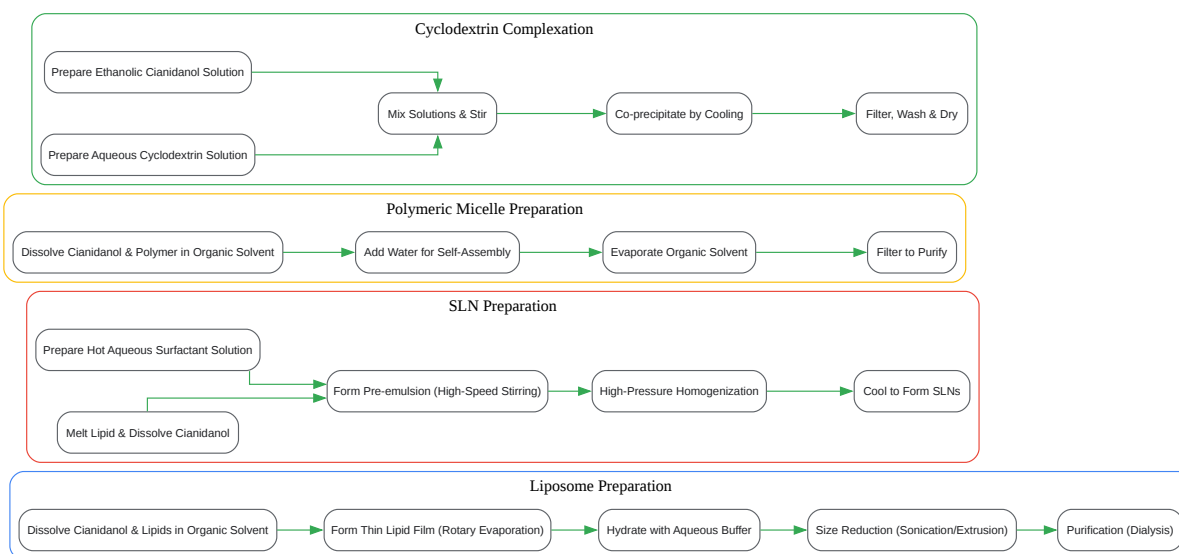 Cyclodextrin Complexation
Prepare Ethanolic Cianidanol Solution
Mix Solutions & Stir
Co-precipitate by Cooling
Filter, Wash & Dry
Prepare Aqueous Cyclodextrin Solution
Polymeric Micelle Preparation
Dissolve Cianidanol & Polymer in Organic Solvent
Add Water for Self-Assembly
Evaporate Organic Solvent
Filter to Purify
SLN Preparation
Prepare Hot Aqueous Surfactant Solution
Form Pre-emulsion (High-Speed Stirring)
High-Pressure Homogenization
Cool to Form SLNs
Melt Lipid & Dissolve Cianidanol
Liposome Preparation
Dissolve Cianidanol & Lipids in Organic Solvent
Form Thin Lipid Film (Rotary Evaporation)
Hydrate with Aqueous Buffer
Size Reduction (Sonication/Extrusion)
Purification (Dialysis)